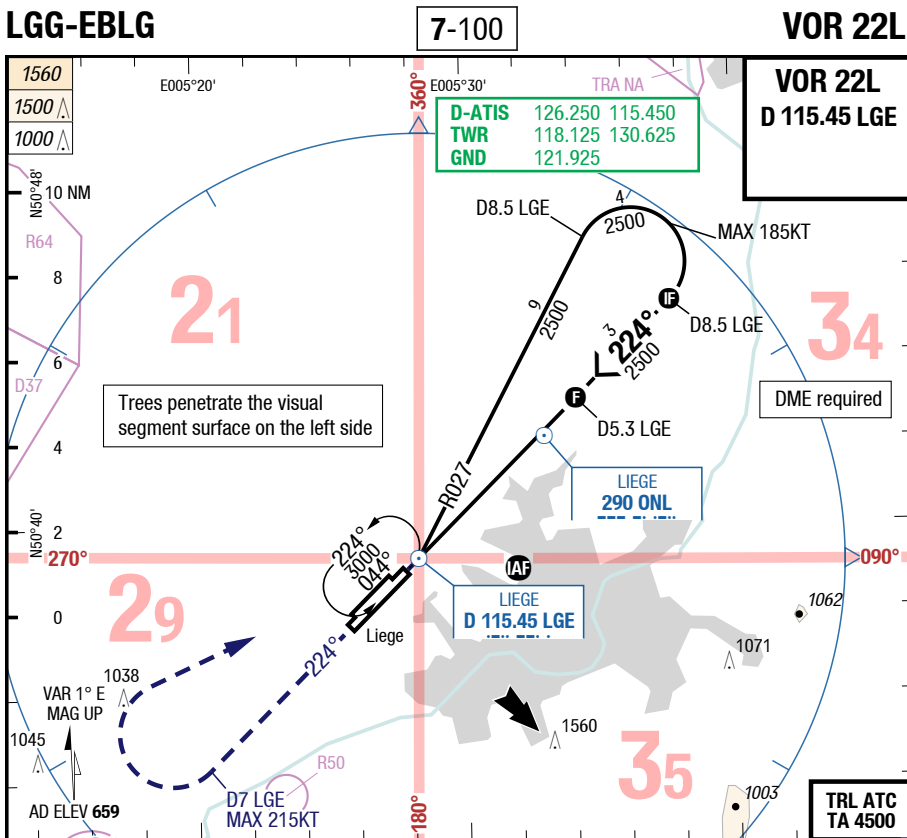 LGG-EBLG
7-100
VOR 22L
1560
1500
1000
E005°20'
360°
E005°30'
TRA NA
VOR 22L
D 115.45 LGE
D-ATIS 126.250 115.450
TWR 118.125 130.625
GND 121.925
N50°48'
10 NM
R64
8
21
D8.5 LGE
4
2500
MAX 185KT
9
2500
IF
D8.5 LGE
34
3
224°
2500
6
D37
Trees penetrate the visual
segment surface on the left side
F
D5.3 LGE
DME required
4
R027
LIEGE
290 ONL
N50°40'
2
270°
224°
3000
044°
IAF
090°
LIEGE
D 115.45 LGE
0
29
Liege
1062
224°
1071
1038
VAR 1° E
MAG UP
1045
1560
35
R50
D7 LGE
MAX 215KT
1003
AD ELEV 659
180°
TRL ATC
TA 4500